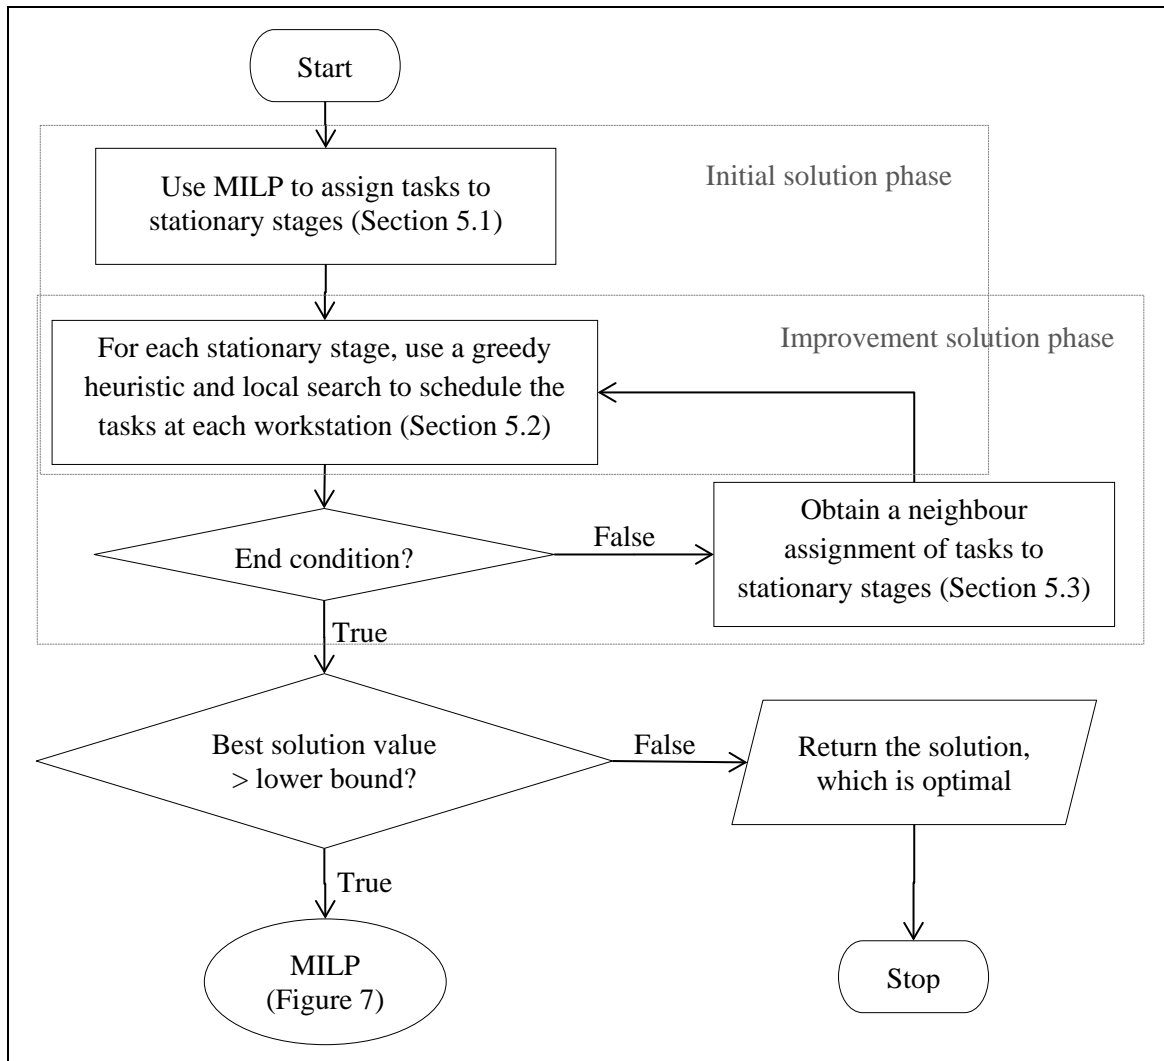 Start
Initial solution phase
Use MILP to assign tasks to
stationary stages (Section 5.1)
Improvement solution phase
For each stationary stage, use a greedy
heuristic and local search to schedule the
tasks at each workstation (Section 5.2)
End condition?
False
Obtain a neighbour
assignment of tasks to
stationary stages (Section 5.3)
True
Best solution value
> lower bound?
False
Return the solution,
which is optimal
True
MILP
(Figure 7)
Stop